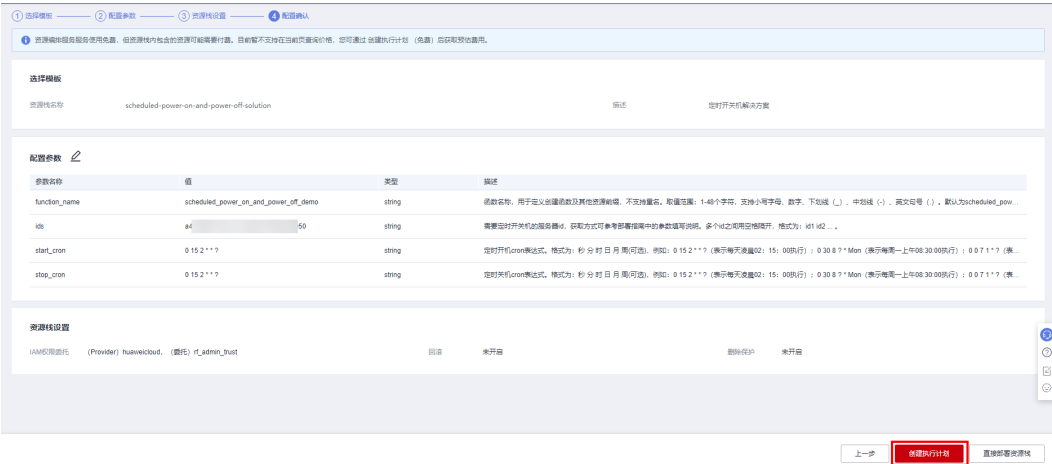 1 选择模板 2 配置参数 3 资源栈设置 4 配置确认
资源编排服务服务使用免费，但资源栈内包含的资源可能需要付费。目前暂不支持在当前页查询价格，您可通过 创建执行计划 （免费）后获取预估费用。
选择模板
资源栈名称 scheduled-power-on-and-power-off-solution 描述 定时开关机解决方案
配置参数
参数名称 值 类型 描述
function_name scheduled_power_on_and_power_off_demo string 函数名称，用于定义创建函数及其他资源前缀，不支持重名。取值范围：1-48个字符，支持小写字母、数字、下划线（_）、中划线（-）、英文句号（.）。默认为scheduled_pow...
ids a4 50 string 需要定时开关机的服务器id，获取方式可参考部署指南中的参数填写说明。多个id之间用空格隔开，格式为：id1 id2 ... 。
start_cron 0 15 2 * * ? string 定时开机cron表达式。格式为：秒 分 时 日 月 周(可选)，例如：0 15 2 * * ?（表示每天凌晨02：15：00执行）；0 30 8 ? * Mon（表示每周一上午08:30:00执行）；0 0 7 1 * ?（表...
stop_cron 0 15 2 * * ? string 定时关机cron表达式。格式为：秒 分 时 日 月 周(可选)，例如：0 15 2 * * ?（表示每天凌晨02：15：00执行）；0 30 8 ? * Mon（表示每周一上午08:30:00执行）；0 0 7 1 * ?（表...
资源栈设置
IAM权限委托 （Provider）huaweicloud，（委托）rf_admin_trust 回滚 未开启 删除保护 未开启
上一步 创建执行计划 直接部署资源栈